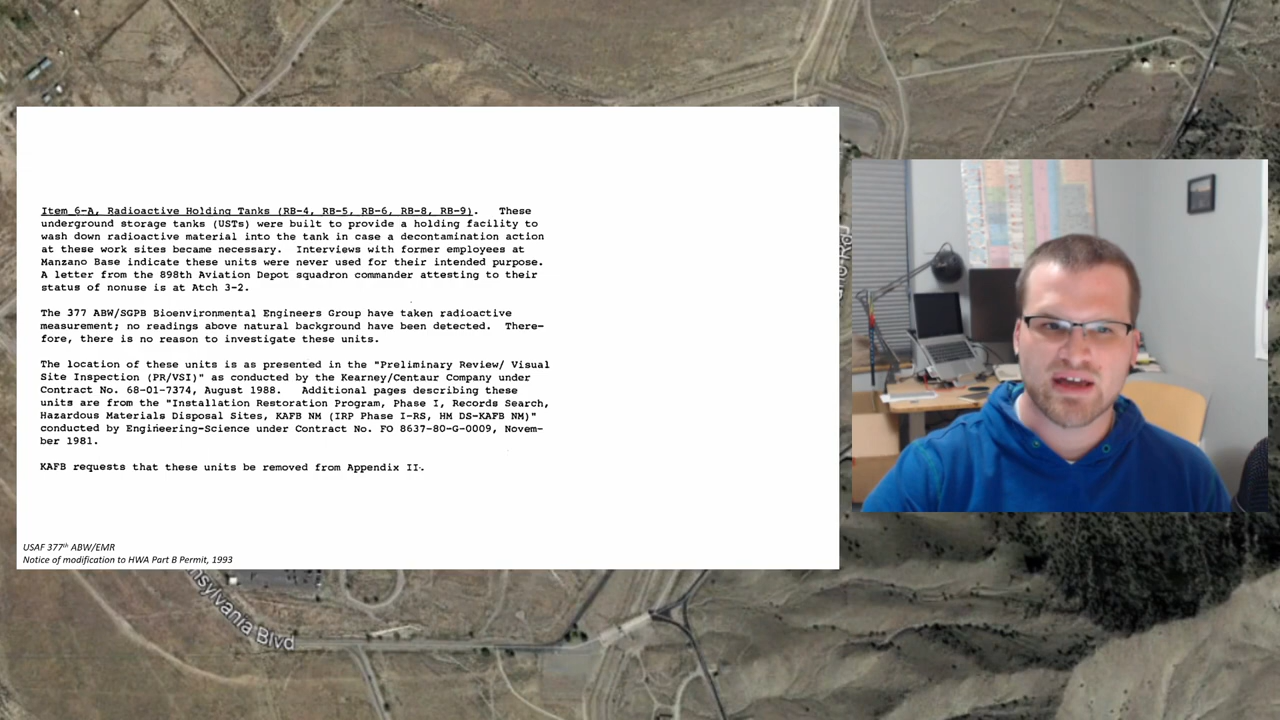 Item 6-A, Radioactive Holding Tanks (RB-4, RB-5, RB-6, RB-8, RB-9). These
underground storage tanks (USTs) were built to provide a holding facility to
wash down radioactive material into the tank in case a decontamination action
at these work sites became necessary. Interviews with former employees at
Manzano Base indicate these units were never used for their intended purpose.
A letter from the 898th Aviation Depot squadron commander attesting to their
status of nonuse is at Atch 3-2.
The 377 ABW/SGPB Bioenvironmental Engineers Group have taken radioactive
measurement; no readings above natural background have been detected. There-
fore, there is no reason to investigate these units.
The location of these units is as presented in the "Preliminary Review/ Visual
Site Inspection (PR/VSI)" as conducted by the Kearney/Centaur Company under
Contract No. 68-01-7374, August 1988. Additional pages describing these
units are from the "Installation Restoration Program, Phase I, Records Search,
Hazardous Materials Disposal Sites, KAFB NM (IRP Phase I-RS, HM DS-KAFB NM)"
conducted by Engineering-Science under Contract No. FO 8637-80-G-0009, Novem-
ber 1981.
KAFB requests that these units be removed from Appendix II.
USAF 377th ABW/EMR
Notice of modification to HWA Part B Permit, 1993
nsylvania Blvd